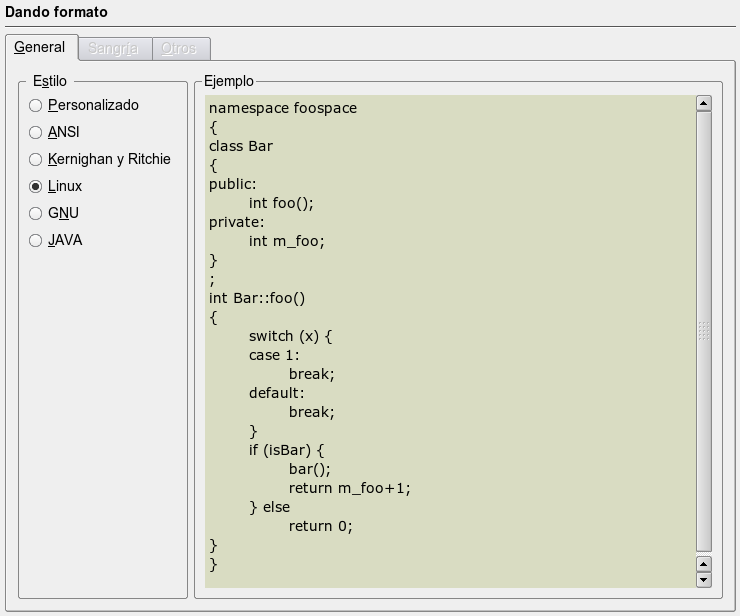 Dando formato
General Sangría Otros
Estilo
Personalizado
ANSI
Kernighan y Ritchie
Linux
GNU
JAVA
Ejemplo
namespace foospace
{
class Bar
{
public:
int foo();
private:
int m_foo;
}
;
int Bar::foo()
{
switch (x) {
case 1:
break;
default:
break;
}
if (isBar) {
bar();
return m_foo+1;
} else
return 0;
}
}